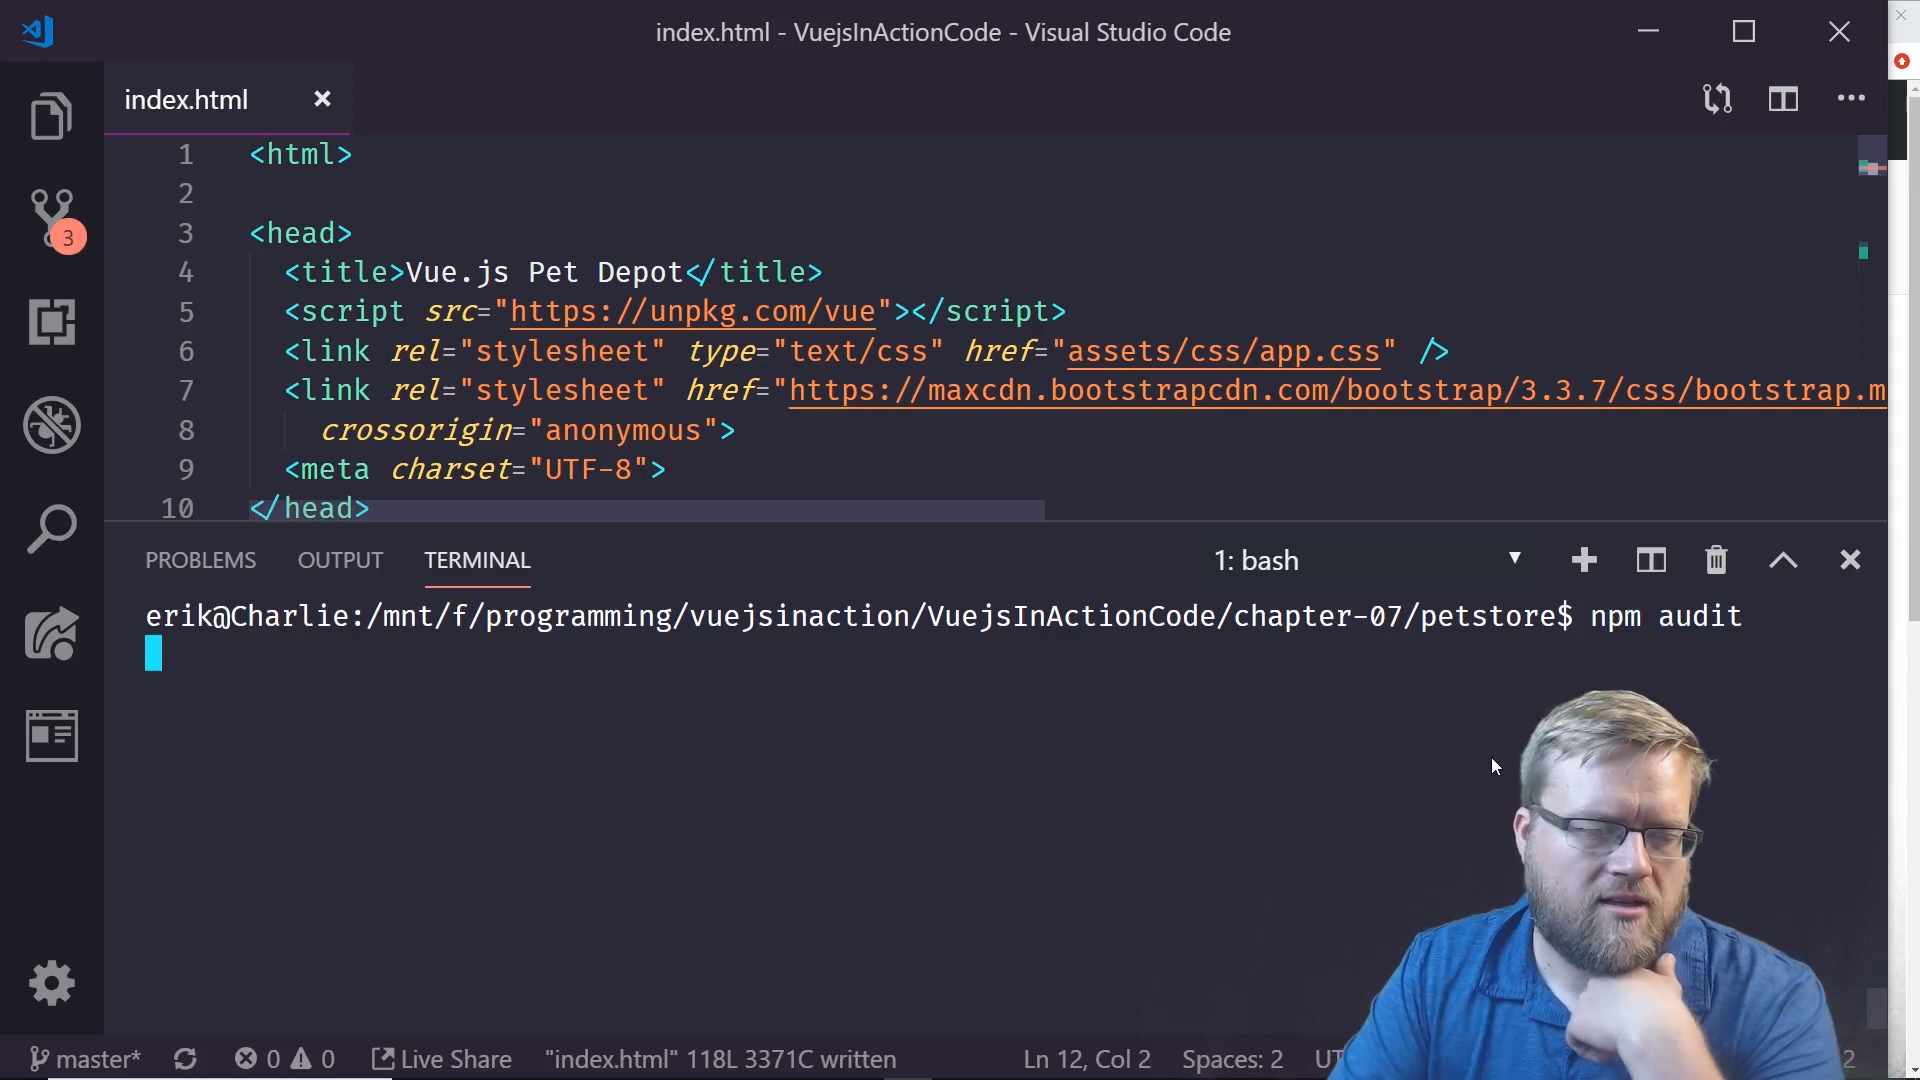 index.html - VuejsInActionCode - Visual Studio Code
index.html
1 <html>
2
3 <head>
4 <title>Vue.js Pet Depot</title>
5 <script src="https://unpkg.com/vue"></script>
6 <link rel="stylesheet" type="text/css" href="assets/css/app.css" />
7 <link rel="stylesheet" href="https://maxcdn.bootstrapcdn.com/bootstrap/3.3.7/css/bootstrap.m
8 crossorigin="anonymous">
9 <meta charset="UTF-8">
10 </head>
3
PROBLEMS OUTPUT TERMINAL 1: bash
erik@Charlie:/mnt/f/programming/vuejsinaction/VuejsInActionCode/chapter-07/petstore$ npm audit
master* 0 0 Live Share "index.html" 118L 3371C written Ln 12, Col 2 Spaces: 2 UT 2